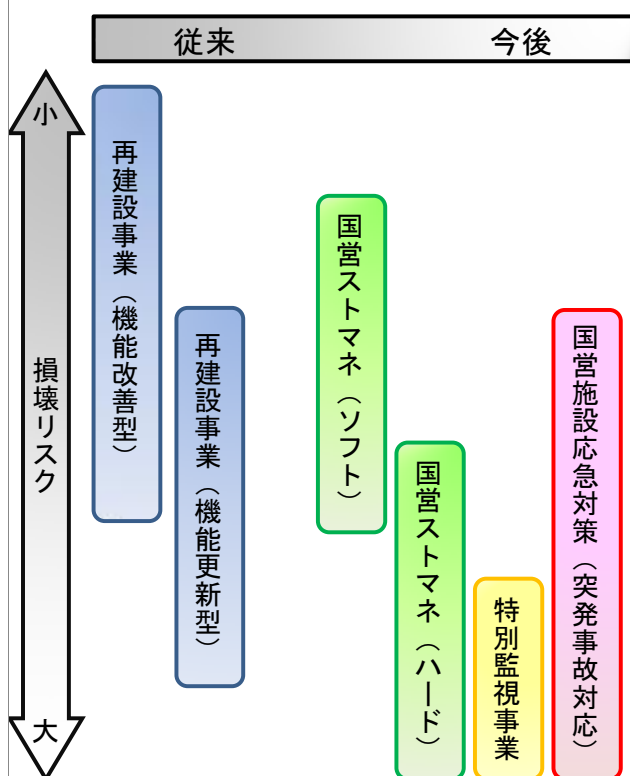 従来
今後
小
損壊リスク
大
再建設事業（機能改善型）
再建設事業（機能更新型）
国営ストマネ（ソフト）
国営ストマネ（ハード）
特別監視事業
国営施設応急対策（突発事故対応）